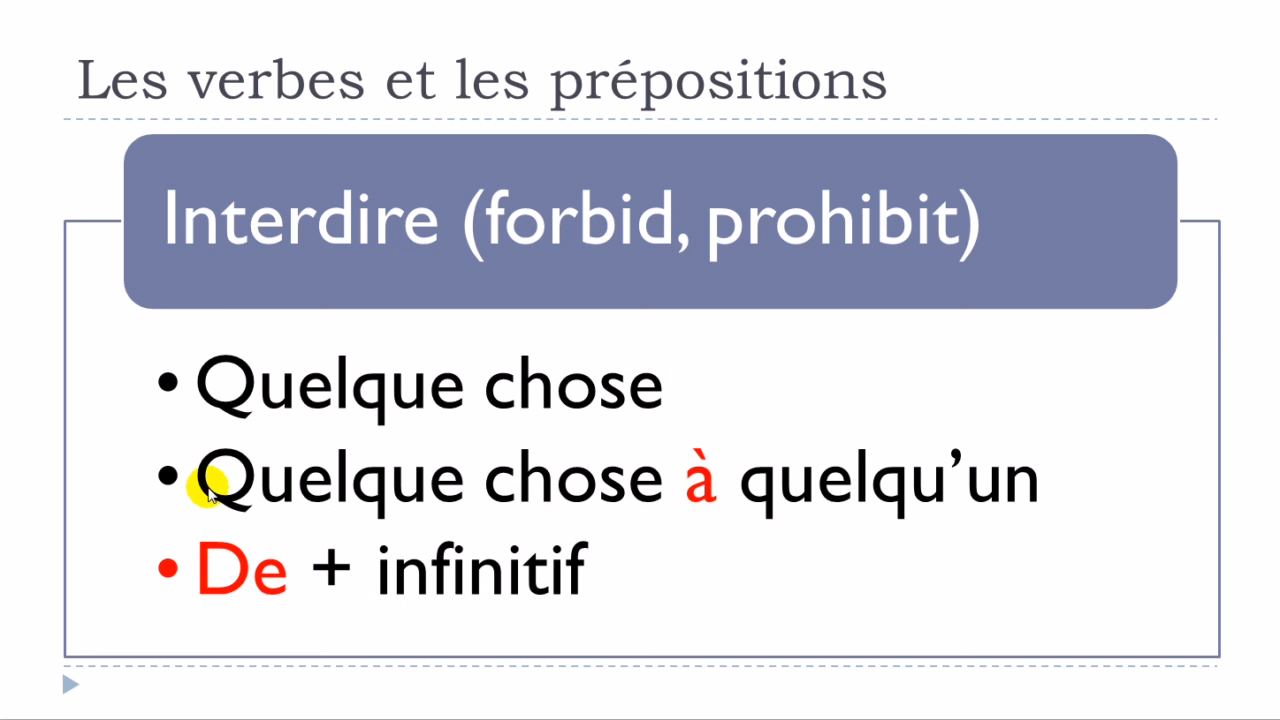 Les verbes et les prépositions
Interdire (forbid, prohibit)
• Quelque chose
• Quelque chose à quelqu’un
• De + infinitif